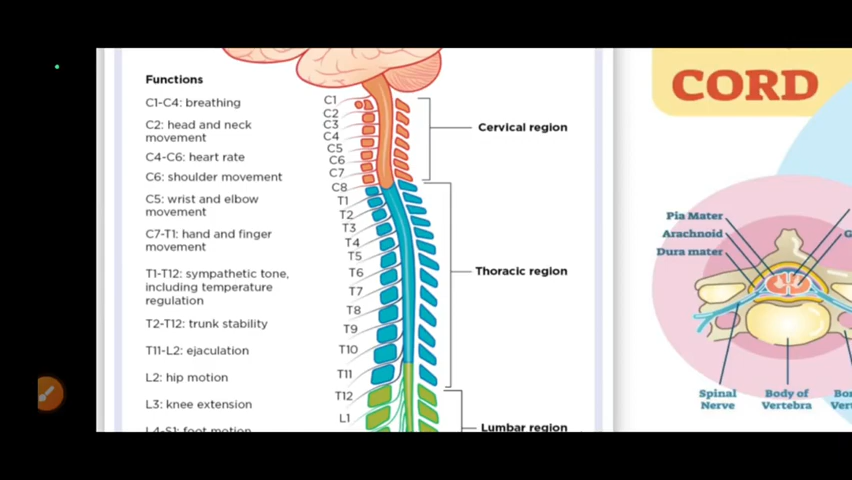 Functions
C1-C4: breathing
C2: head and neck
movement
C4-C6: heart rate
C6: shoulder movement
C5: wrist and elbow
movement
C7-T1: hand and finger
movement
T1-T12: sympathetic tone,
including temperature
regulation
T2-T12: trunk stability
T11-L2: ejaculation
L2: hip motion
L3: knee extension
L4-S1: foot motion
C1
C2
C3
C4
C5
C6
C7
C8
T1
T2
T3
T4
T5
T6
T7
T8
T9
T10
T11
T12
L1
Cervical region
Thoracic region
Lumbar region
CORD
Pia Mater
Arachnoid
Dura mater
G
Spinal
Nerve
Body of
Vertebra